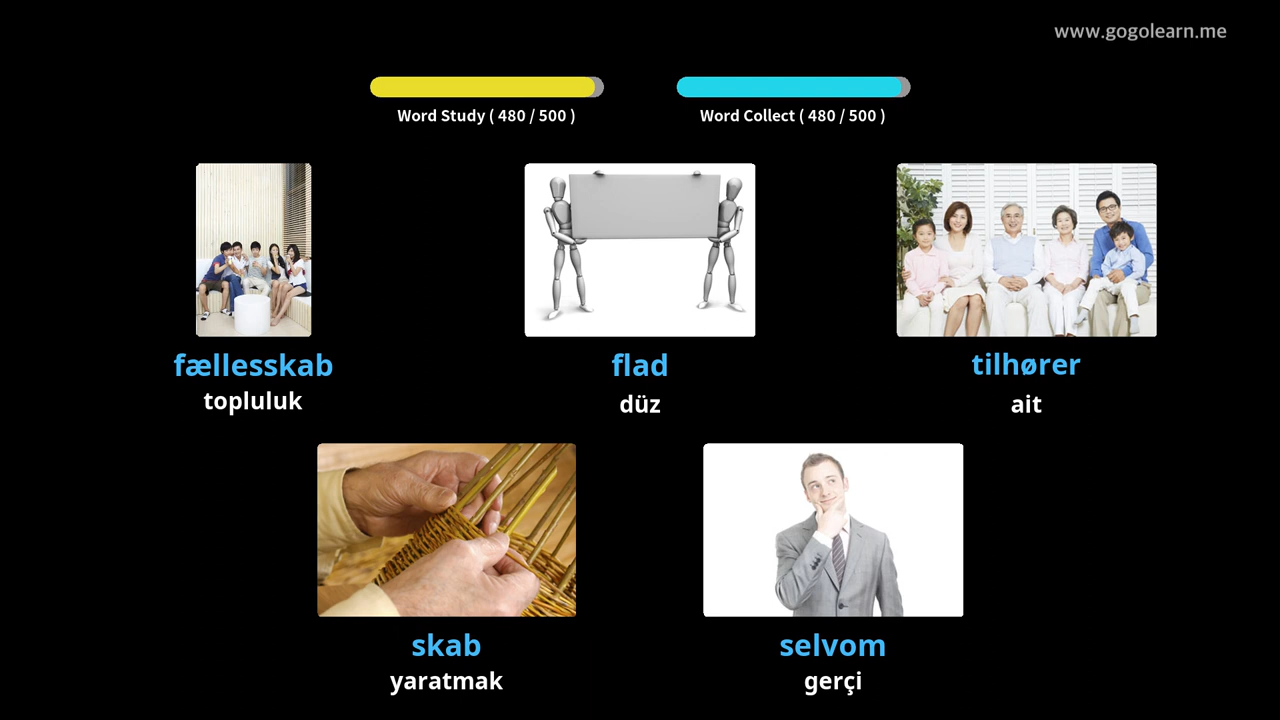 www.gogolearn.me
Word Study ( 480 / 500 )
Word Collect ( 480 / 500 )
fællesskab
topluluk
flad
düz
tilhører
ait
skab
yaratmak
selvom
gerçi